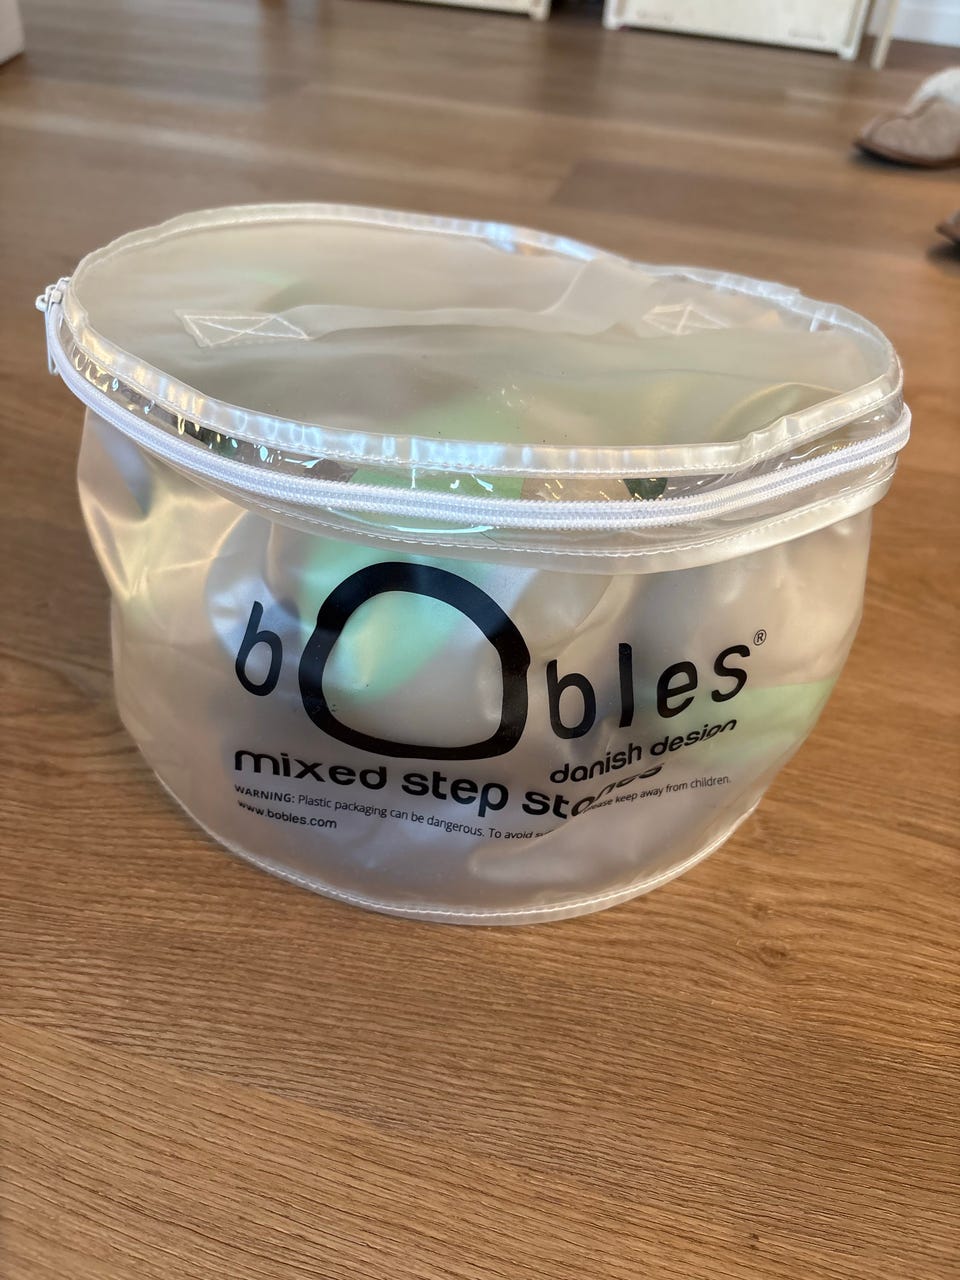 bObles®
danish design
mixed step
WARNING: Plastic packaging can be dangerous. To avoid
please keep away from children.
www.bobles.com